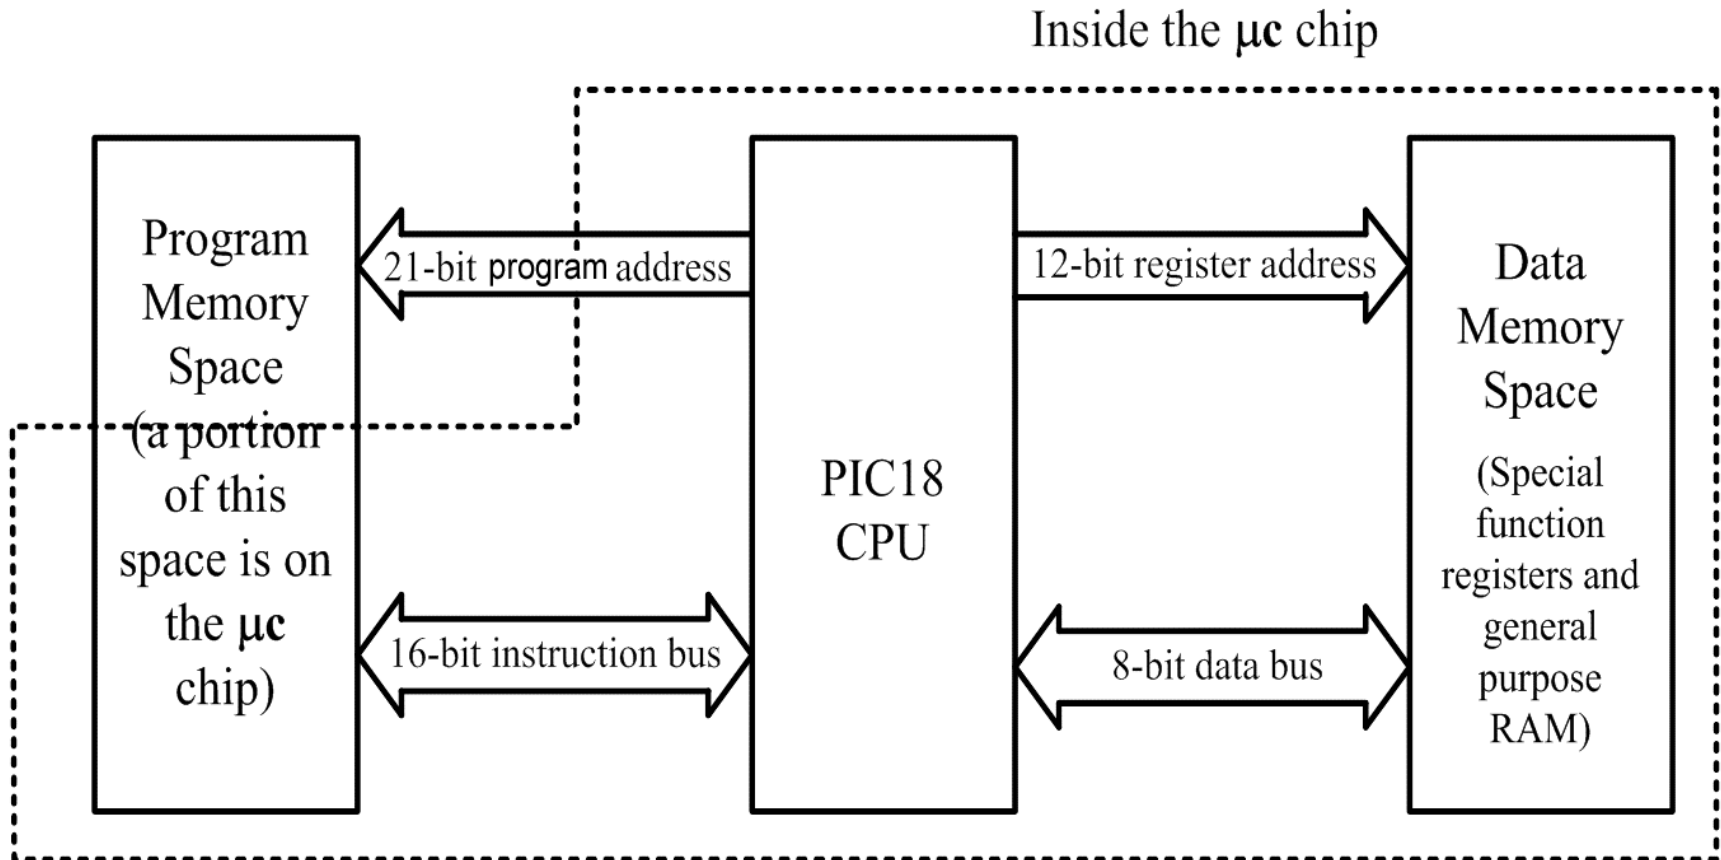 Inside the μc chip
Program
Memory
Space
(a portion
of this
space is on
the μc
chip)
21-bit program address
16-bit instruction bus
PIC18
CPU
12-bit register address
8-bit data bus
Data
Memory
Space
(Special
function
registers and
general
purpose
RAM)